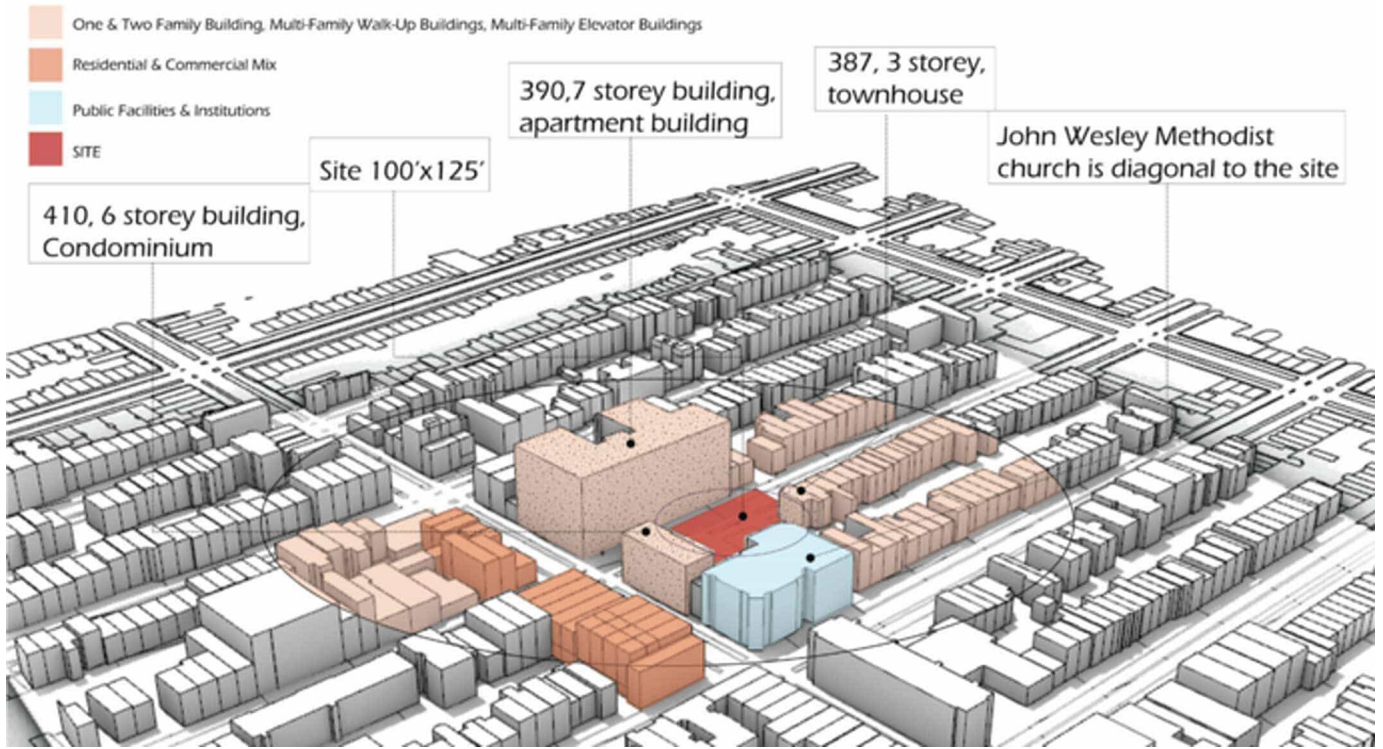 One & Two Family Building, Multi-Family Walk-Up Buildings, Multi-Family Elevator Buildings
Residential & Commercial Mix
Public Facilities & Institutions
SITE
410, 6 storey building,
Condominium
Site 100'x125'
390,7 storey building,
apartment building
387, 3 storey,
townhouse
John Wesley Methodist
church is diagonal to the site